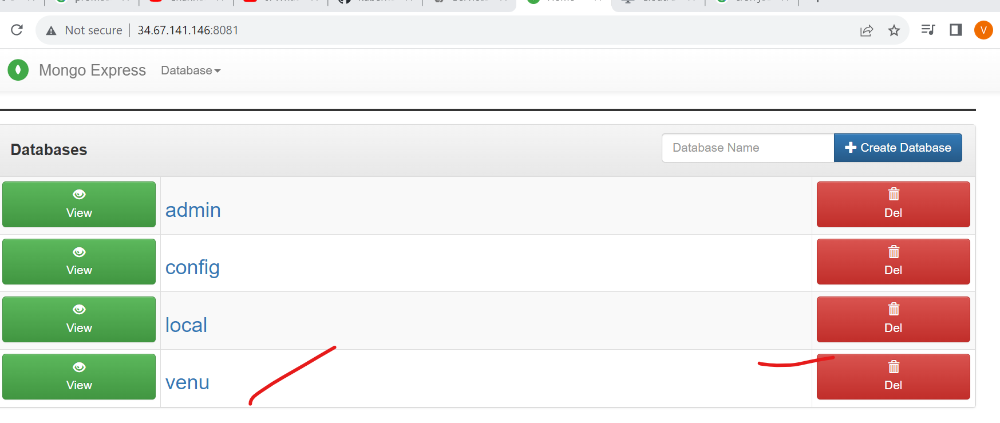 Not secure 34.67.141.146:8081
V
Mongo Express Database
Databases
Database Name
Create Database
View admin Del
View config Del
View local Del
View venu Del